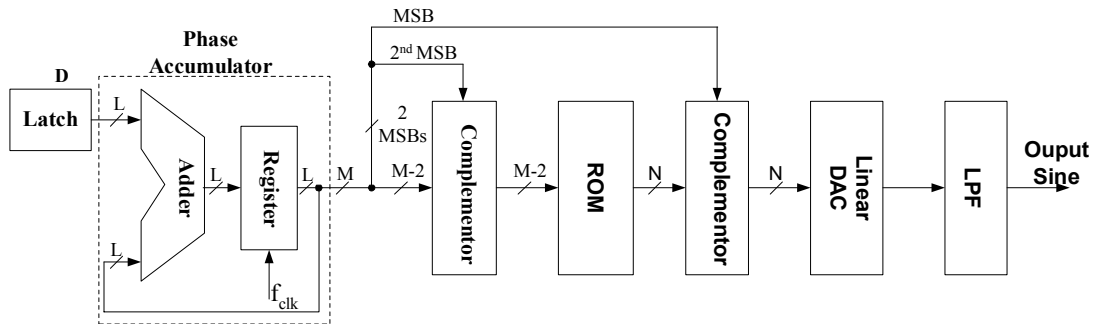 MSB
Phase
Accumulator
2nd MSB
D
Latch
L
L
Adder
L
Register
L
fclk
M
2
MSBs
M-2
Complementor
M-2
ROM
N
Complementor
N
Linear
DAC
LPF
Ouput
Sine